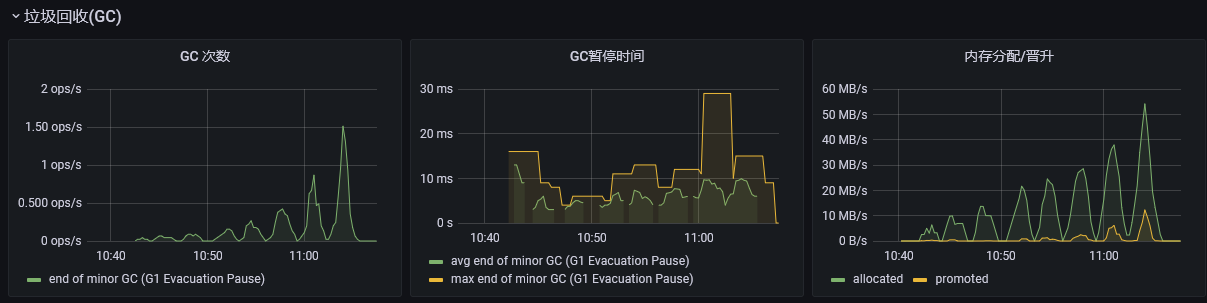 垃圾回收(GC)
GC 次数
2 ops/s
1.50 ops/s
1 ops/s
0.500 ops/s
0 ops/s
10:40
10:50
11:00
end of minor GC (G1 Evacuation Pause)
GC暂停时间
30 ms
20 ms
10 ms
0 s
10:40
10:50
11:00
avg end of minor GC (G1 Evacuation Pause)
max end of minor GC (G1 Evacuation Pause)
内存分配/晋升
60 MB/s
50 MB/s
40 MB/s
30 MB/s
20 MB/s
10 MB/s
0 B/s
10:40
10:50
11:00
allocated
promoted